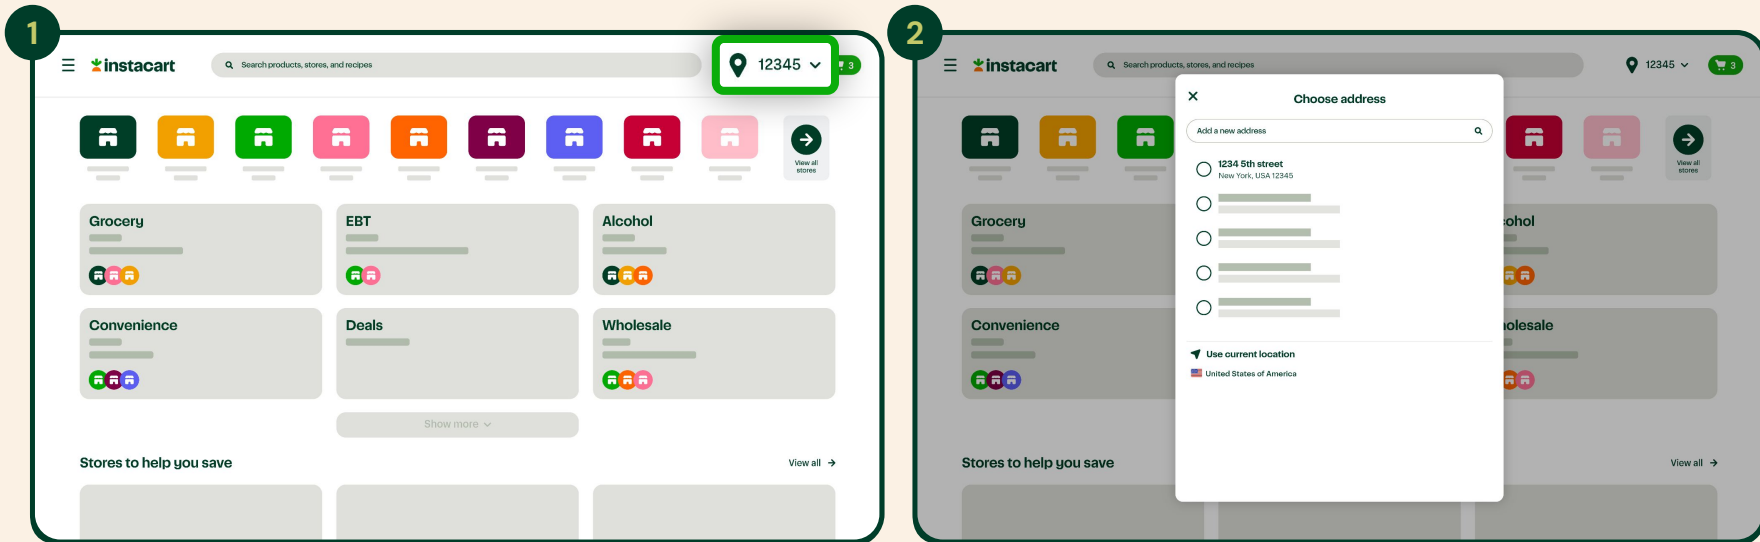 1
instacart
Search products, stores, and recipes
12345
3
View all
stores
Grocery
EBT
Alcohol
Convenience
Deals
Wholesale
Show more
Stores to help you save
View all
2
instacart
Search products, stores, and recipes
12345
3
Choose address
Add a new address
1234 5th street
New York, USA 12345
Use current location
United States of America
View all
stores
Grocery
ohol
Convenience
olesale
Stores to help you save
View all